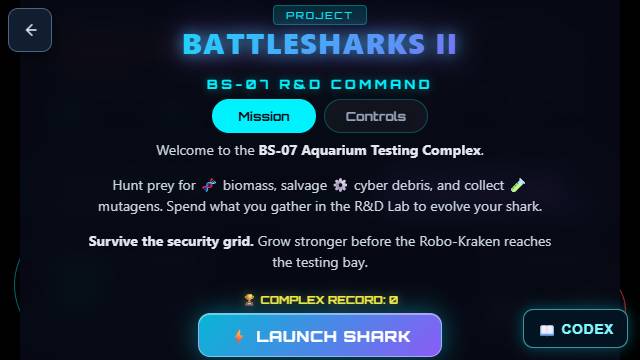 PROJECT
BATTLESHARKS II
BS-07 R&D COMMAND
Mission
Controls
Welcome to the BS-07 Aquarium Testing Complex.
Hunt prey for 🧬 biomass, salvage ⚙️ cyber debris, and collect 🧪
mutagens. Spend what you gather in the R&D Lab to evolve your shark.
Survive the security grid. Grow stronger before the Robo-Kraken reaches
the testing bay.
🏆 COMPLEX RECORD: 0
LAUNCH SHARK
CODEX